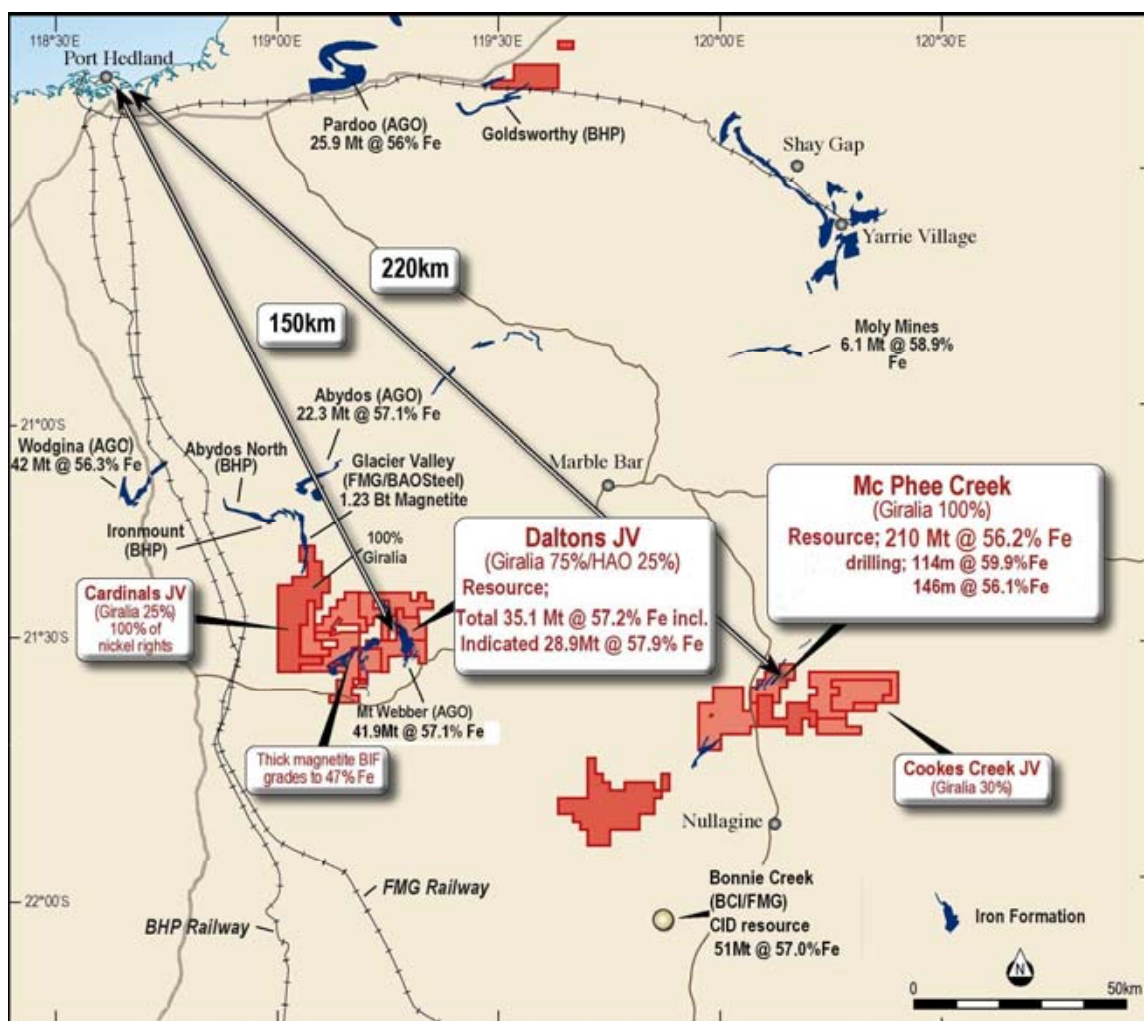 118°30'E
119°00'E
119°30'E
120°00'E
120°30'E
Port Hedland
Pardoo (AGO)
25.9 Mt @ 56% Fe
Goldsworthy (BHP)
Shay Gap
Yarrie Village
220km
150km
Moly Mines
6.1 Mt @ 58.9%
Fe
Abydos (AGO)
22.3 Mt @ 57.1% Fe
21°00'S
Wodgina (AGO)
42 Mt @ 56.3% Fe
Abydos North
(BHP)
Glacier Valley
(FMG/BAOSteel)
1.23 Bt Magnetite
Marble Bar
Ironmount
(BHP)
100%
Giralia
Mc Phee Creek
(Giralia 100%)
Resource; 210 Mt @ 56.2% Fe
drilling; 114m @ 59.9%Fe
146m @ 56.1%Fe
Daltons JV
(Giralia 75%/HAO 25%)
Resource;
Total 35.1 Mt @ 57.2% Fe incl.
Indicated 28.9Mt @ 57.9% Fe
Cardinals JV
(Giralia 25%)
100% of
nickel rights
21°30'S
Mt Webber (AGO)
41.9Mt @ 57.1% Fe
Thick magnetite BIF
grades to 47% Fe
Cookes Creek JV
(Giralia 30%)
Nullagine
22°00'S
FMG Railway
BHP Railway
Bonnie Creek
(BCI/FMG)
CID resource
51Mt @ 57.0%Fe
Iron Formation
N
0
50km